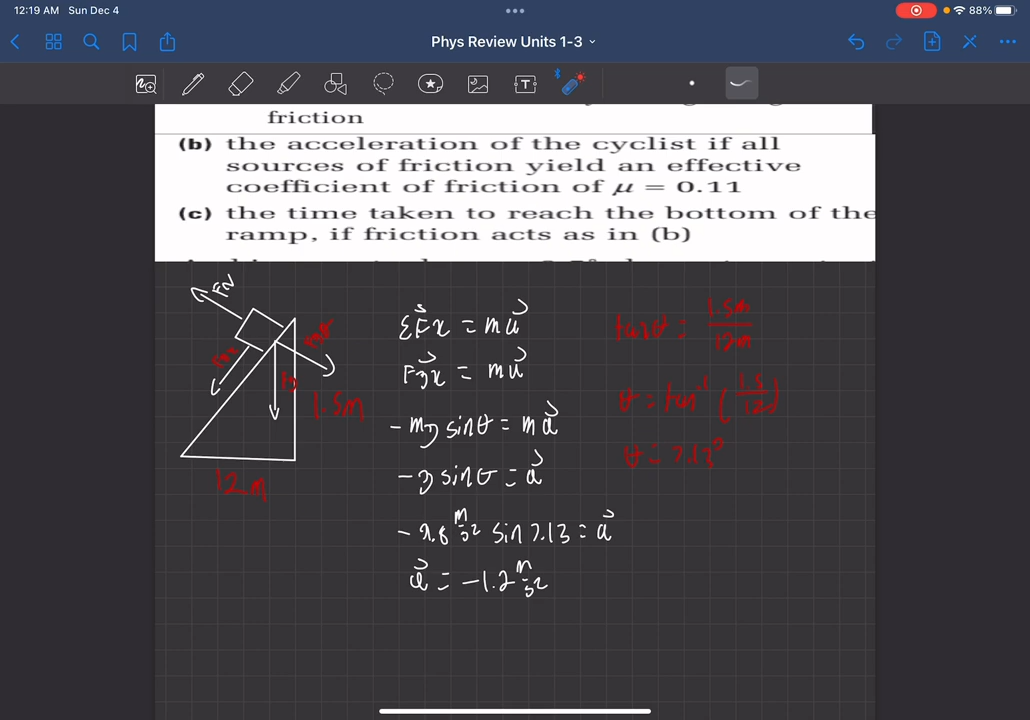 12:19 AM Sun Dec 4
88%
Phys Review Units 1-3
friction
(b) the acceleration of the cyclist if all
sources of friction yield an effective
coefficient of friction of μ = 0.11
(c) the time taken to reach the bottom of the
ramp, if friction acts as in (b)
FN
1.5m
12m
ΣF⃗x = ma⃗
F⃗gx = ma⃗
-mg sinθ = ma⃗
-g sinθ = a⃗
-9.8 m/s2 sin 7.13 = a⃗
a⃗ = -1.2 m/s2
tanθ = 1.5m/12m
θ = tan-1 (1.5/12)
θ = 7.13°